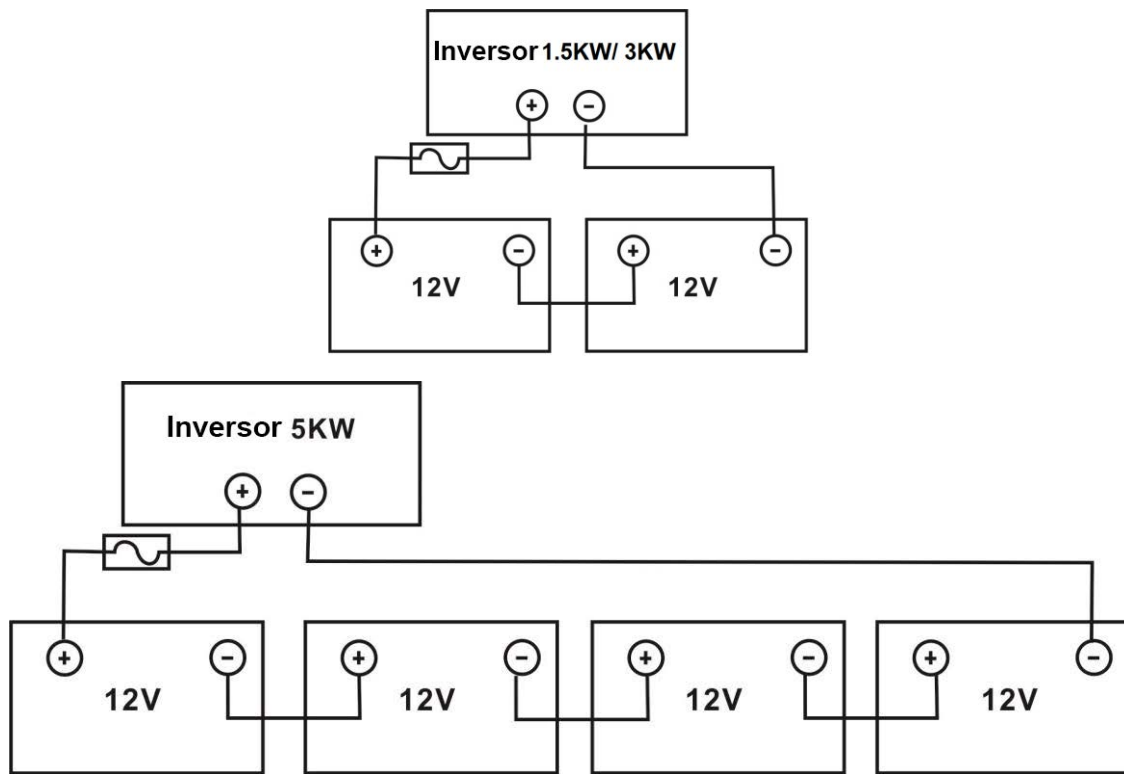 Inversor 1.5KW/ 3KW
+ -
+ - + -
12V 12V
Inversor 5KW
+ -
+ - + - + - + -
12V 12V 12V 12V